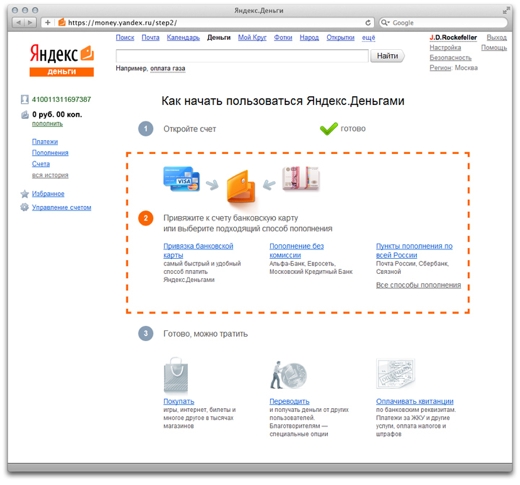 Яндекс.Деньги
https://money.yandex.ru/step2/
Google
Поиск Почта Календарь Деньги Мой Круг Фотки Народ Открытки ещё
J.D.Rockefeller Выход
Настройка Помощь
Безопасность
Регион: Москва
Яндекс
деньги
Найти
Например, оплата газа
410011311697387
0 руб. 00 коп.
пополнить
Платежи
Пополнения
Счета
вся история
Избранное
Управление счетом
Как начать пользоваться Яндекс.Деньгами
1 Откройте счет готово
VISA
2 Привяжите к счету банковскую карту
или выберите подходящий способ пополнения
Привязка банковской
карты
самый быстрый и удобный
способ платить
Яндекс.Деньгами
Пополнение без
комиссии
Альфа-Банк, Евросеть,
Московский Кредитный Банк
Пункты пополнения по
всей России
Почта России, Сбербанк,
Связной
Все способы пополнения
3 Готово, можно тратить
Покупать
игры, интернет, билеты и
многое другое в тысячах
магазинов
Переводить
и получать деньги от других
пользователей.
Благотворителям —
специальные опции
Оплачивать квитанции
по банковским реквизитам.
Платежи за ЖКУ и другие
услуги, оплата налогов и
штрафов